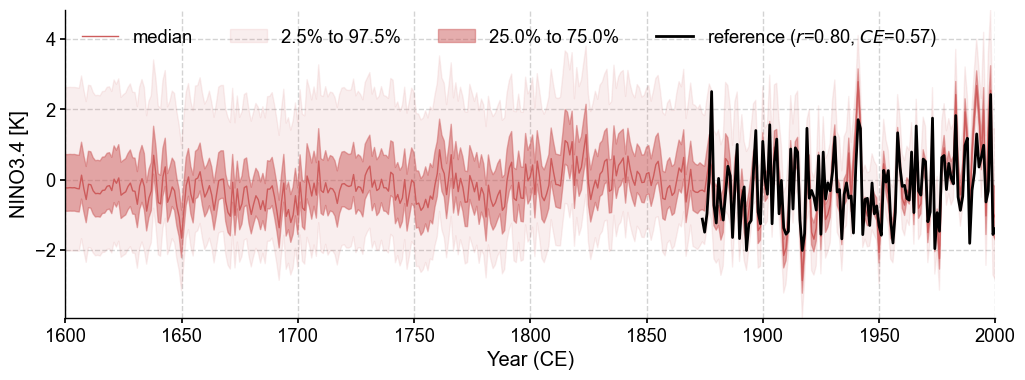 median 2.5% to 97.5% 25.0% to 75.0% reference (r=0.80, CE=0.57)
4
2
0
−2
NINO3.4 [K]
1600 1650 1700 1750 1800 1850 1900 1950 2000
Year (CE)